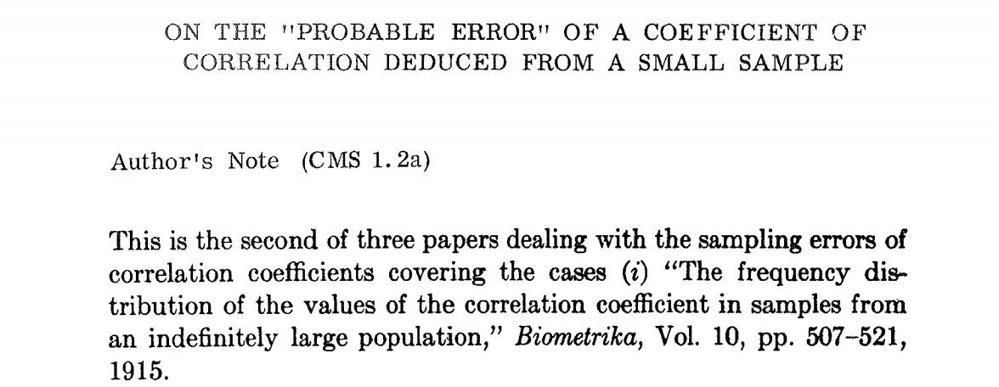 ON THE "PROBABLE ERROR" OF A COEFFICIENT OF
CORRELATION DEDUCED FROM A SMALL SAMPLE
Author's Note (CMS 1.2a)
This is the second of three papers dealing with the sampling errors of
correlation coefficients covering the cases (i) “The frequency dis-
tribution of the values of the correlation coefficient in samples from
an indefinitely large population,” Biometrika, Vol. 10, pp. 507–521,
1915.